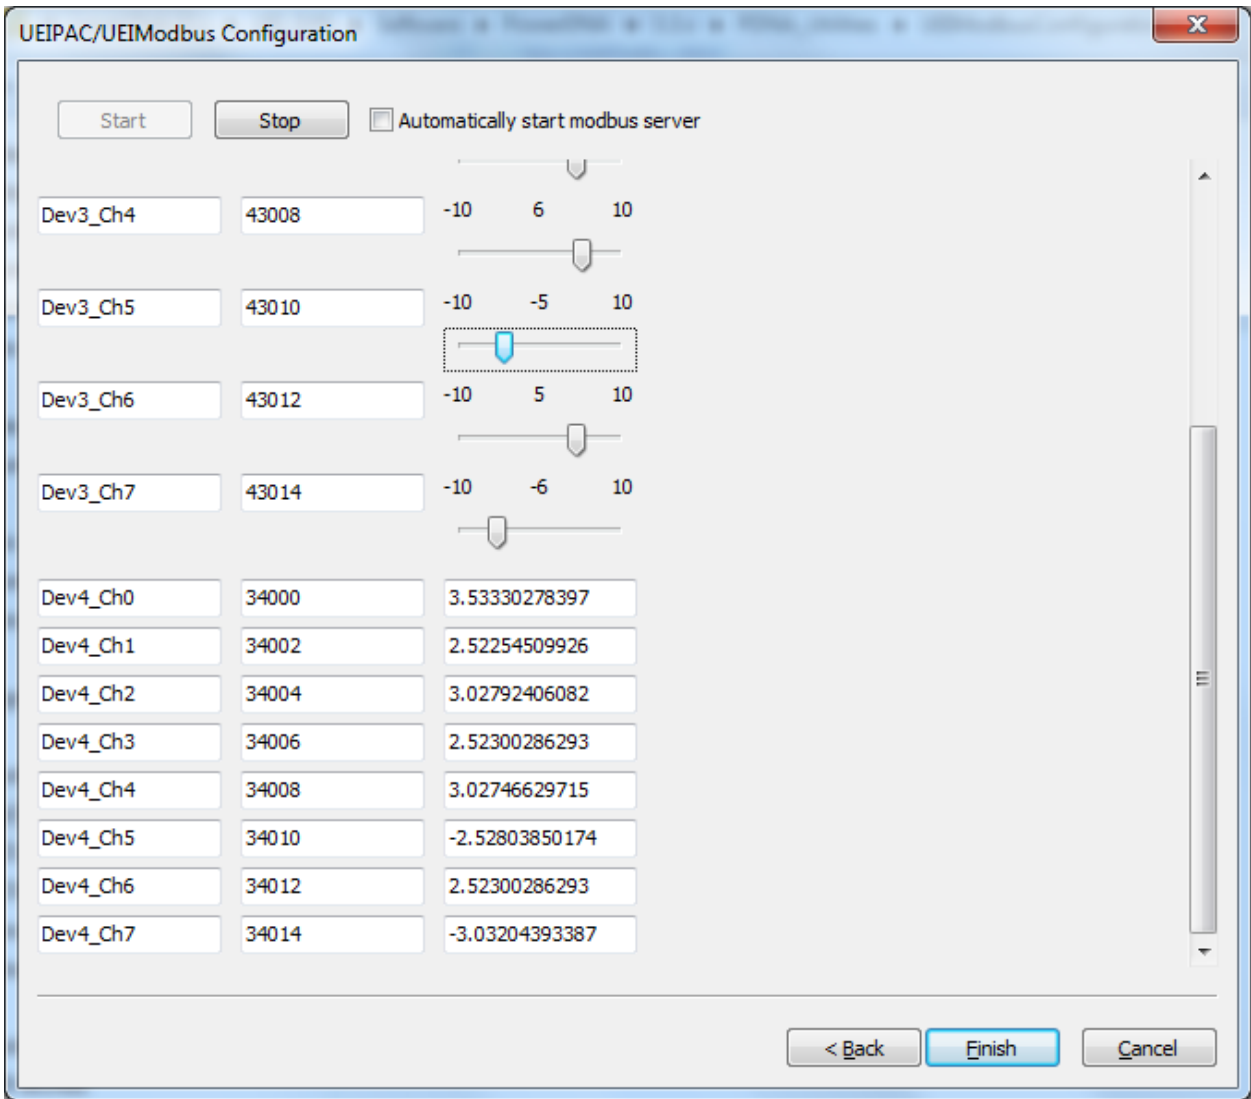 UEIPAC/UEIModbus Configuration
Start Stop Automatically start modbus server
Dev3_Ch4 43008 -10 6 10
Dev3_Ch5 43010 -10 -5 10
Dev3_Ch6 43012 -10 5 10
Dev3_Ch7 43014 -10 -6 10
Dev4_Ch0 34000 3.53330278397
Dev4_Ch1 34002 2.52254509926
Dev4_Ch2 34004 3.02792406082
Dev4_Ch3 34006 2.52300286293
Dev4_Ch4 34008 3.02746629715
Dev4_Ch5 34010 -2.52803850174
Dev4_Ch6 34012 2.52300286293
Dev4_Ch7 34014 -3.03204393387
< Back Finish Cancel